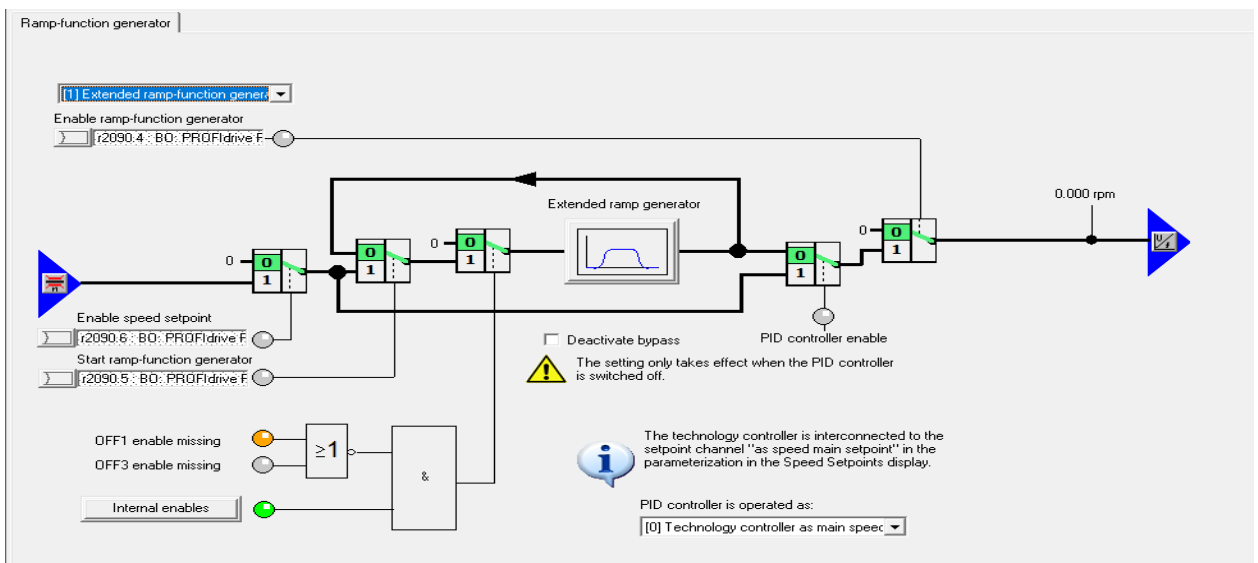 Ramp-function generator
[1] Extended ramp-function genera
Enable ramp-function generator
r2090.4 : BO: PROFIdrive F
0.000 rpm
Extended ramp generator
0
0
1
0
0
1
0
1
0
0
1
0
1
Enable speed setpoint
r2090.6 : BO: PROFIdrive F
Start ramp-function generator
r2090.5 : BO: PROFIdrive F
Deactivate bypass
PID controller enable
The setting only takes effect when the PID controller
is switched off.
OFF1 enable missing
OFF3 enable missing
≥1
&
Internal enables
The technology controller is interconnected to the
setpoint channel "as speed main setpoint" in the
parameterization in the Speed Setpoints display.
PID controller is operated as:
[0] Technology controller as main speed